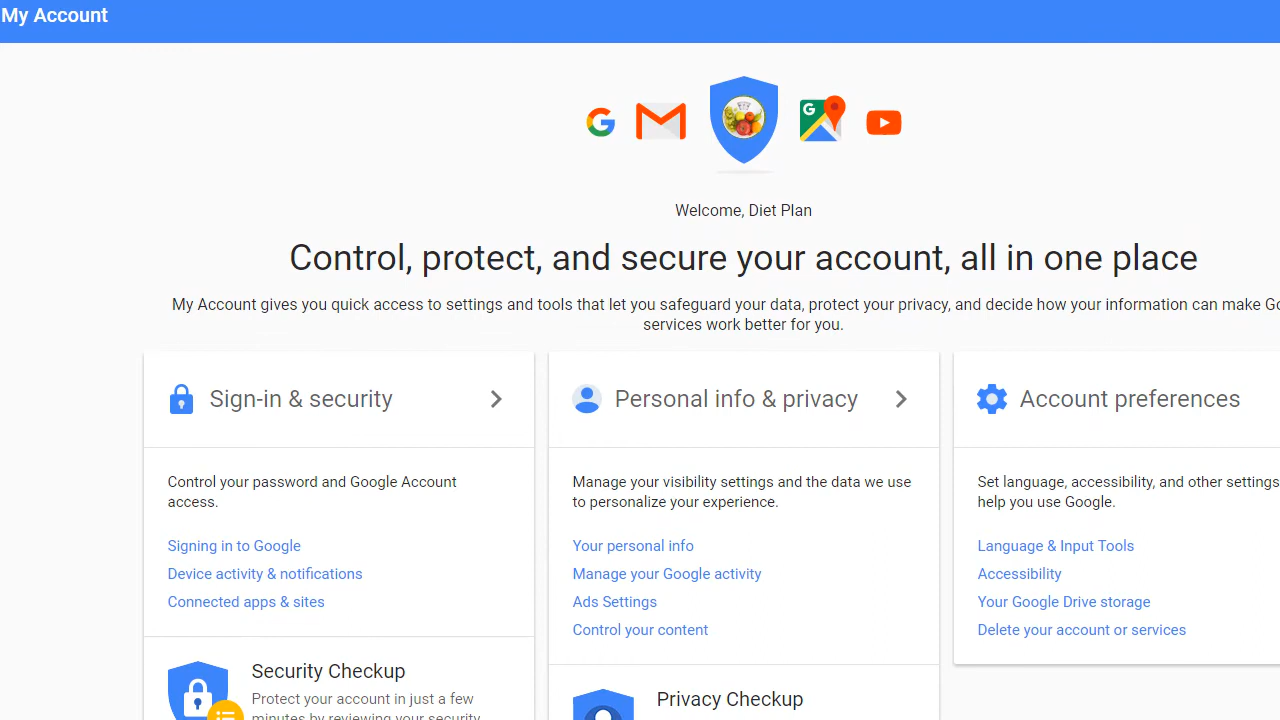 My Account
Welcome, Diet Plan
Control, protect, and secure your account, all in one place
My Account gives you quick access to settings and tools that let you safeguard your data, protect your privacy, and decide how your information can make
services work better for you.
Sign-in & security
Control your password and Google Account
access.
Signing in to Google
Device activity & notifications
Connected apps & sites
Security Checkup
Protect your account in just a few
minutes by reviewing your security
Personal info & privacy
Manage your visibility settings and the data we use
to personalize your experience.
Your personal info
Manage your Google activity
Ads Settings
Control your content
Privacy Checkup
Account preferences
Set language, accessibility, and other settings
help you use Google.
Language & Input Tools
Accessibility
Your Google Drive storage
Delete your account or services